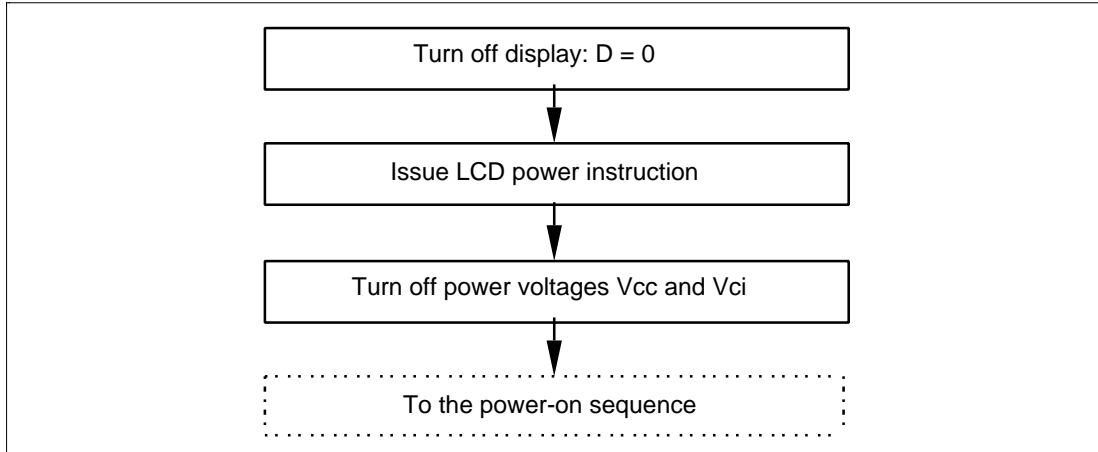 Turn off display: D = 0
Issue LCD power instruction
Turn off power voltages Vcc and Vci
To the power-on sequence